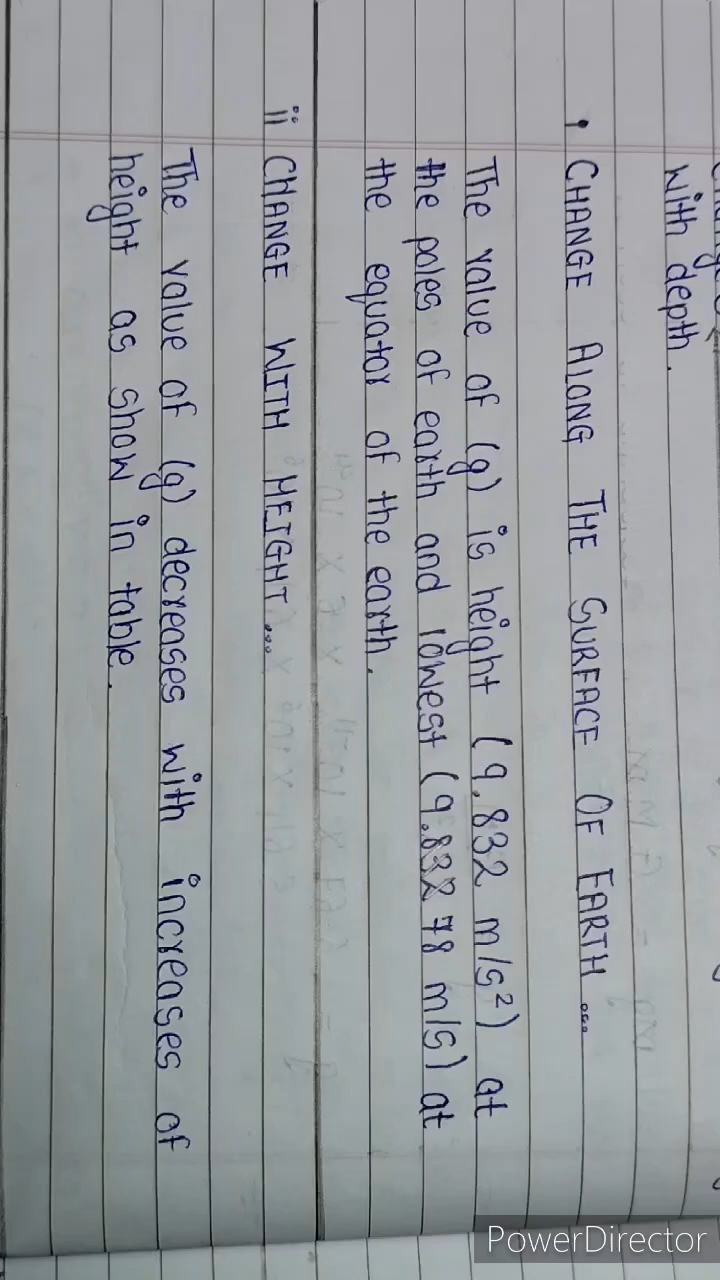 with depth.
• CHANGE ALONG THE SURFACE OF EARTH ...
The value of (g) is height (9.832 m/s²) at
the poles of earth and lowest (9.83278 m/s) at
the equator of the earth.
ii CHANGE WITH HEIGHT ...
The value of (g) decreases with increases of
height as show in table.
PowerDirector